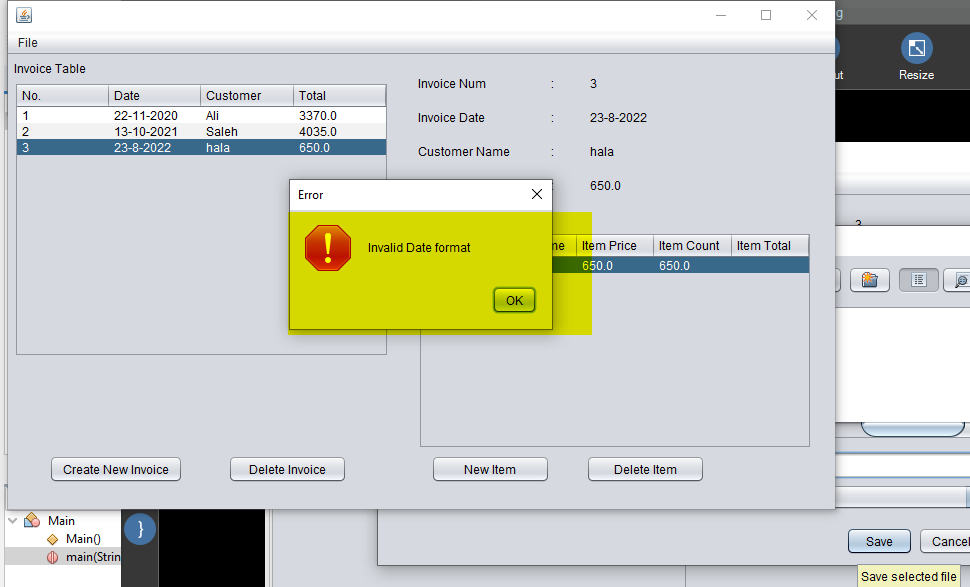 g
File
Invoice Table
No. Date Customer Total
1 22-11-2020 Ali 3370.0
2 13-10-2021 Saleh 4035.0
3 23-8-2022 hala 650.0
Invoice Num : 3
Invoice Date : 23-8-2022
Customer Name : hala
: 650.0
Error
Invalid Date format
OK
me Item Price Item Count Item Total
650.0 650.0
Create New Invoice Delete Invoice New Item Delete Item
ut Resize
3
Main
Main()
main(Strin
}
Save Cancel
Save selected file